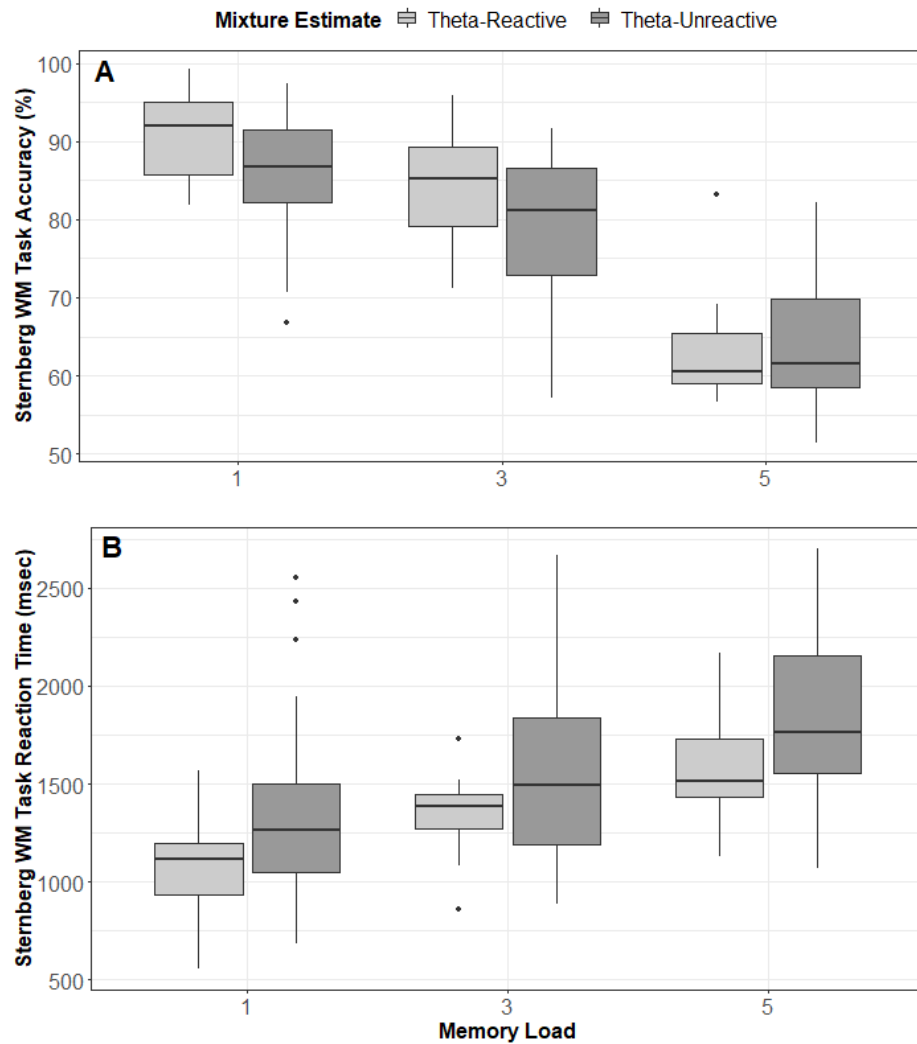 Mixture Estimate Theta-Reactive Theta-Unreactive
A
Sternberg WM Task Accuracy (%)
100
90
80
70
60
50
1 3 5
B
Sternberg WM Task Reaction Time (msec)
2500
2000
1500
1000
500
1 3 5
Memory Load